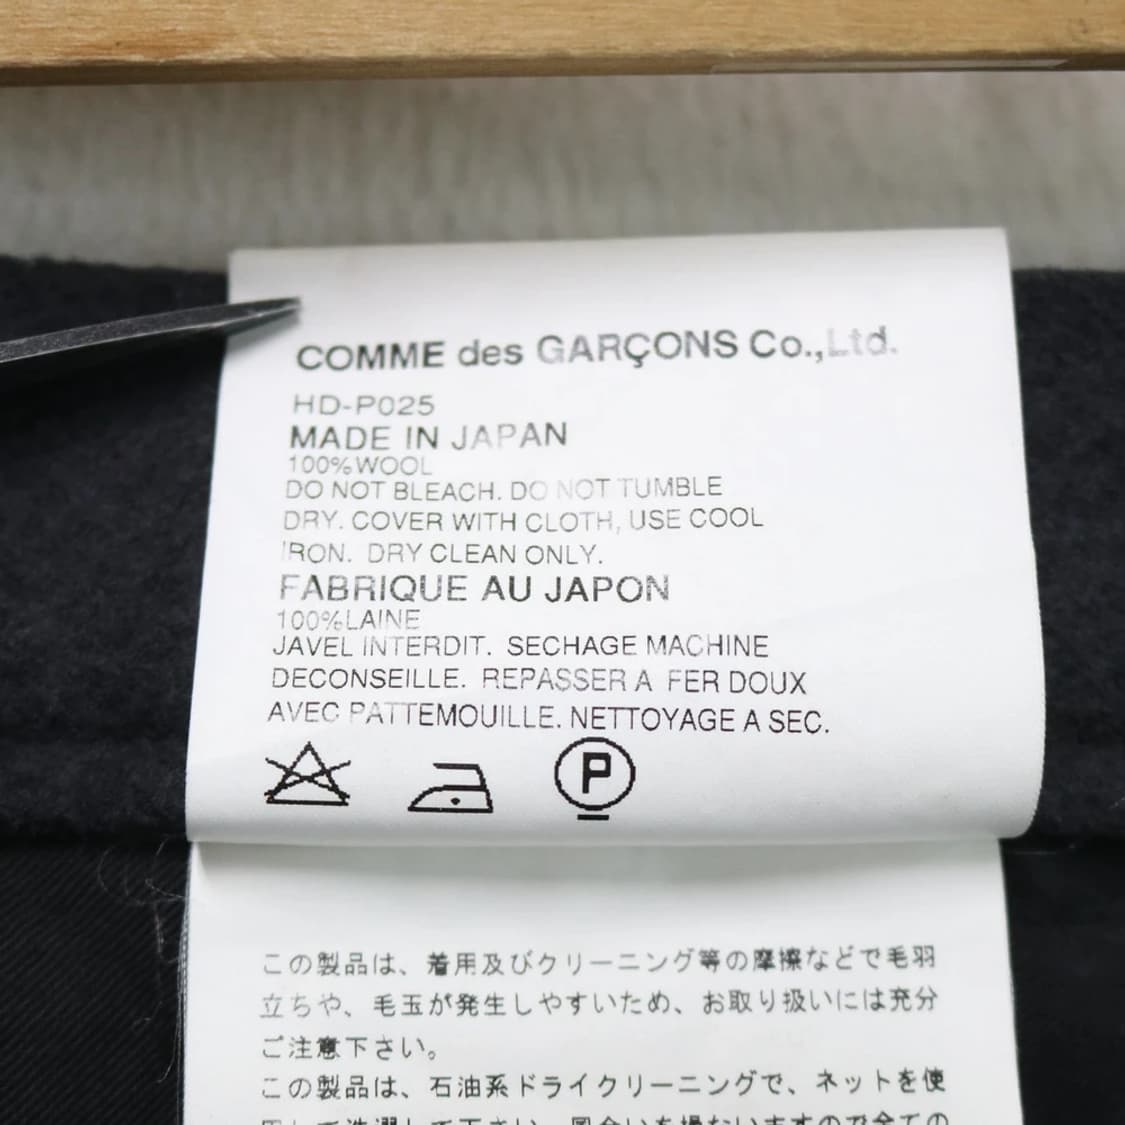 COMME des GARÇONS Co.,Ltd.
HD-P025
MADE IN JAPAN
100%WOOL
DO NOT BLEACH. DO NOT TUMBLE
DRY. COVER WITH CLOTH, USE COOL
IRON. DRY CLEAN ONLY.
FABRIQUE AU JAPON
100%LAINE
JAVEL INTERDIT. SECHAGE MACHINE
DECONSEILLE. REPASSER A FER DOUX
AVEC PATTEMOUILLE. NETTOYAGE A SEC.
P
この製品は、着用及びクリーニング等の摩擦などで毛羽
立ちや、毛玉が発生しやすいため、お取り扱いには充分
ご注意下さい。
この製品は、石油系ドライクリーニングで、ネットを使